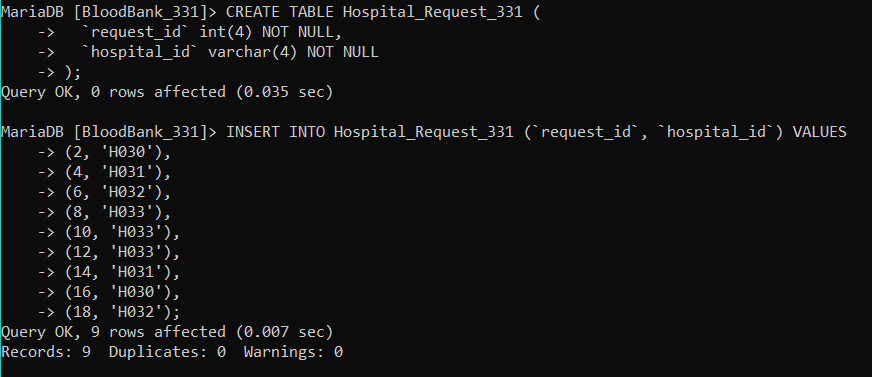 MariaDB [BloodBank_331]> CREATE TABLE Hospital_Request_331 (
    ->   `request_id` int(4) NOT NULL,
    ->   `hospital_id` varchar(4) NOT NULL
    -> );
Query OK, 0 rows affected (0.035 sec)

MariaDB [BloodBank_331]> INSERT INTO Hospital_Request_331 (`request_id`, `hospital_id`) VALUES
    -> (2, 'H030'),
    -> (4, 'H031'),
    -> (6, 'H032'),
    -> (8, 'H033'),
    -> (10, 'H033'),
    -> (12, 'H033'),
    -> (14, 'H031'),
    -> (16, 'H030'),
    -> (18, 'H032');
Query OK, 9 rows affected (0.007 sec)
Records: 9  Duplicates: 0  Warnings: 0